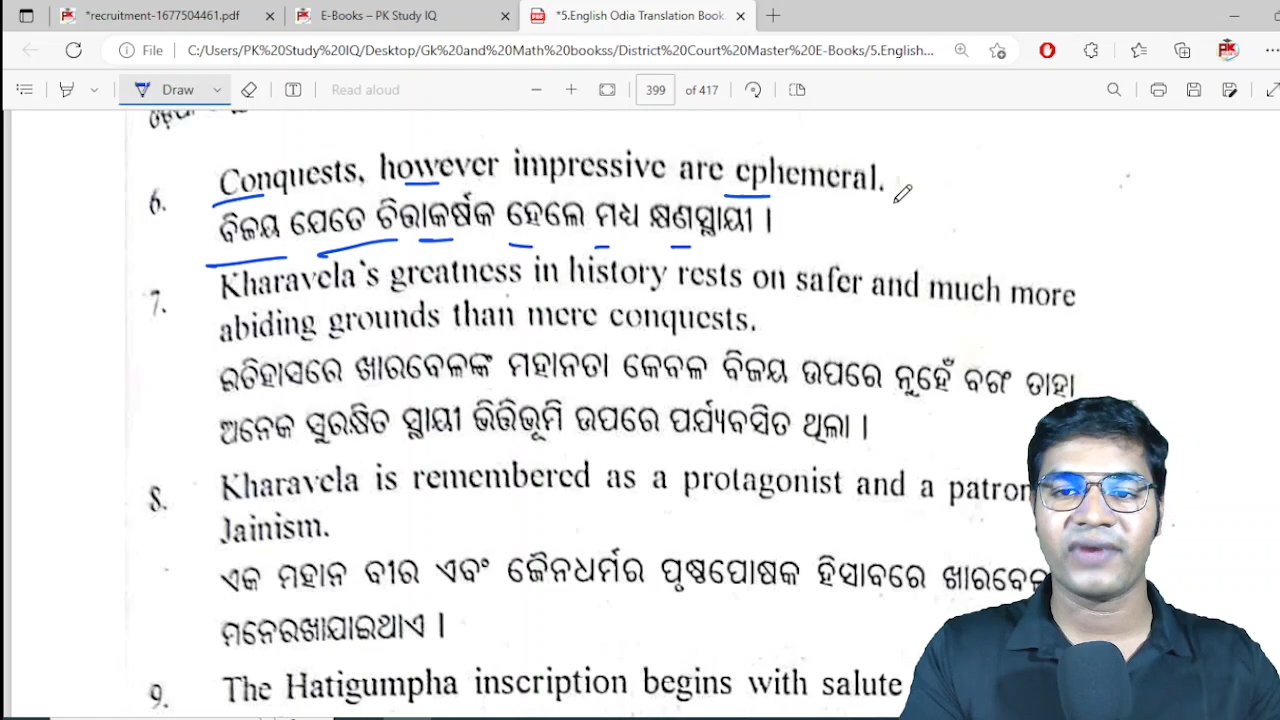 *recruitment-1677504461.pdf
E-Books – PK Study IQ
*5.English Odia Translation Book.
File
C:/Users/PK%20Study%20IQ/Desktop/Gk%20and%20Math%20bookss/District%20Court%20Master%20E-Books/5.English...
Draw
Read aloud
399
of 417
6. Conquests, however impressive are ephemeral.
ବିଜୟ ଯେତେ ଚିତ୍ତାକର୍ଷକ ହେଲେ ମଧ୍ୟ କ୍ଷଣସ୍ଥାୟୀ ।
7. Kharavela's greatness in history rests on safer and much more
abiding grounds than mere conquests.
ଇତିହାସରେ ଖାରବେଳଙ୍କ ମହାନତା କେବଳ ବିଜୟ ଉପରେ ନୁହେଁ ବରଂ ତାହା
ଅନେକ ସୁରକ୍ଷିତ ସ୍ଥାୟୀ ଭିତ୍ତିଭୂମି ଉପରେ ପର୍ଯ୍ୟବସିତ ଥିଲା ।
8. Kharavela is remembered as a protagonist and a patron
Jainism.
ଏକ ମହାନ ବୀର ଏବଂ ଜୈନଧର୍ମର ପୃଷ୍ଠପୋଷକ ହିସାବରେ
ମନେରଖାଯାଇଥାଏ ।
9. The Hatigumpha inscription begins with salute